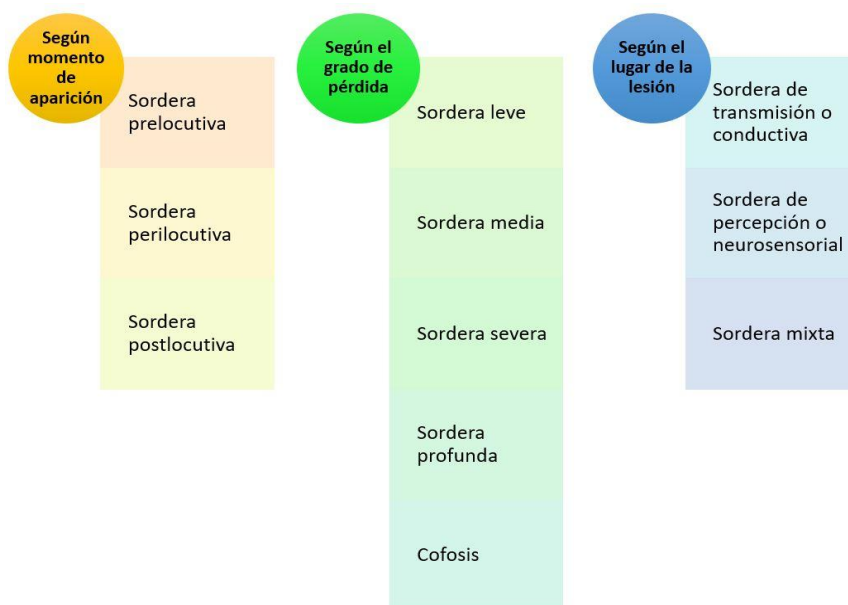 Según
momento
de
aparición
Sordera
prelocutiva
Sordera
perilocutiva
Sordera
postlocutiva
Según el
grado de
pérdida
Sordera leve
Sordera media
Sordera severa
Sordera
profunda
Cofosis
Según el
lugar de la
lesión
Sordera de
transmisión o
conductiva
Sordera de
percepción o
neurosensorial
Sordera mixta